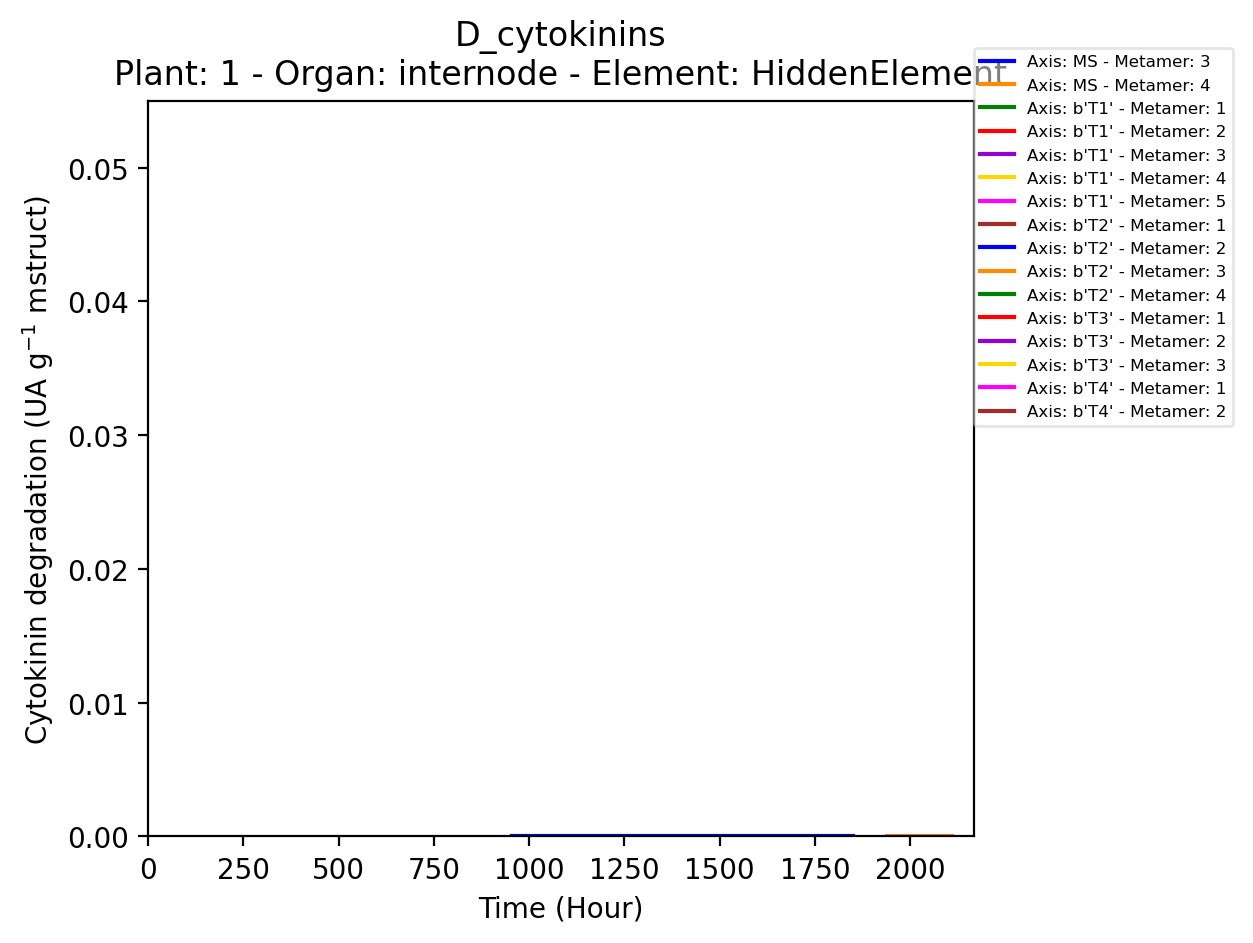 D_cytokinins
Plant: 1 - Organ: internode - Element: HiddenElement
Axis: MS - Metamer: 3
Axis: MS - Metamer: 4
Axis: b'T1' - Metamer: 1
Axis: b'T1' - Metamer: 2
Axis: b'T1' - Metamer: 3
Axis: b'T1' - Metamer: 4
Axis: b'T1' - Metamer: 5
Axis: b'T2' - Metamer: 1
Axis: b'T2' - Metamer: 2
Axis: b'T2' - Metamer: 3
Axis: b'T2' - Metamer: 4
Axis: b'T3' - Metamer: 1
Axis: b'T3' - Metamer: 2
Axis: b'T3' - Metamer: 3
Axis: b'T4' - Metamer: 1
Axis: b'T4' - Metamer: 2
Cytokinin degradation (UA g⁻¹ mstruct)
0.05
0.04
0.03
0.02
0.01
0.00
0 250 500 750 1000 1250 1500 1750 2000
Time (Hour)